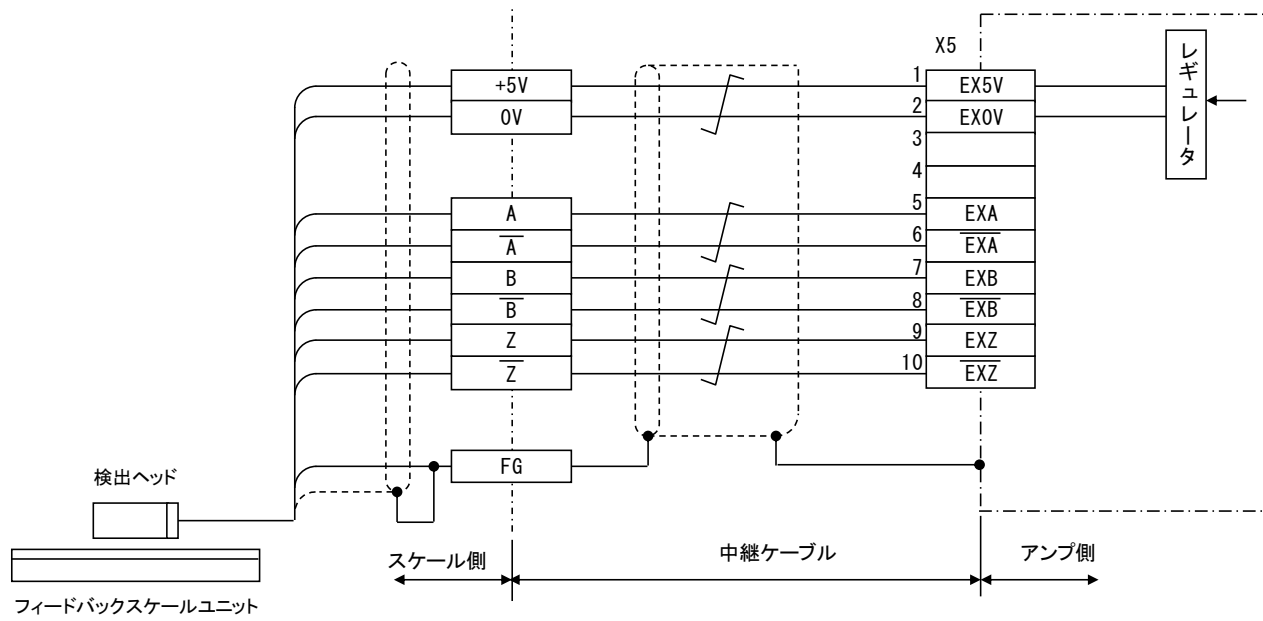 X5
レギュレータ
1
+5V
EX5V
2
0V
EX0V
3
4
5
A
EXA
6
A̅
E̅X̅A̅
7
B
EXB
8
B̅
E̅X̅B̅
9
Z
EXZ
10
Z̅
E̅X̅Z̅
FG
検出ヘッド
スケール側
中継ケーブル
アンプ側
フィードバックスケールユニット